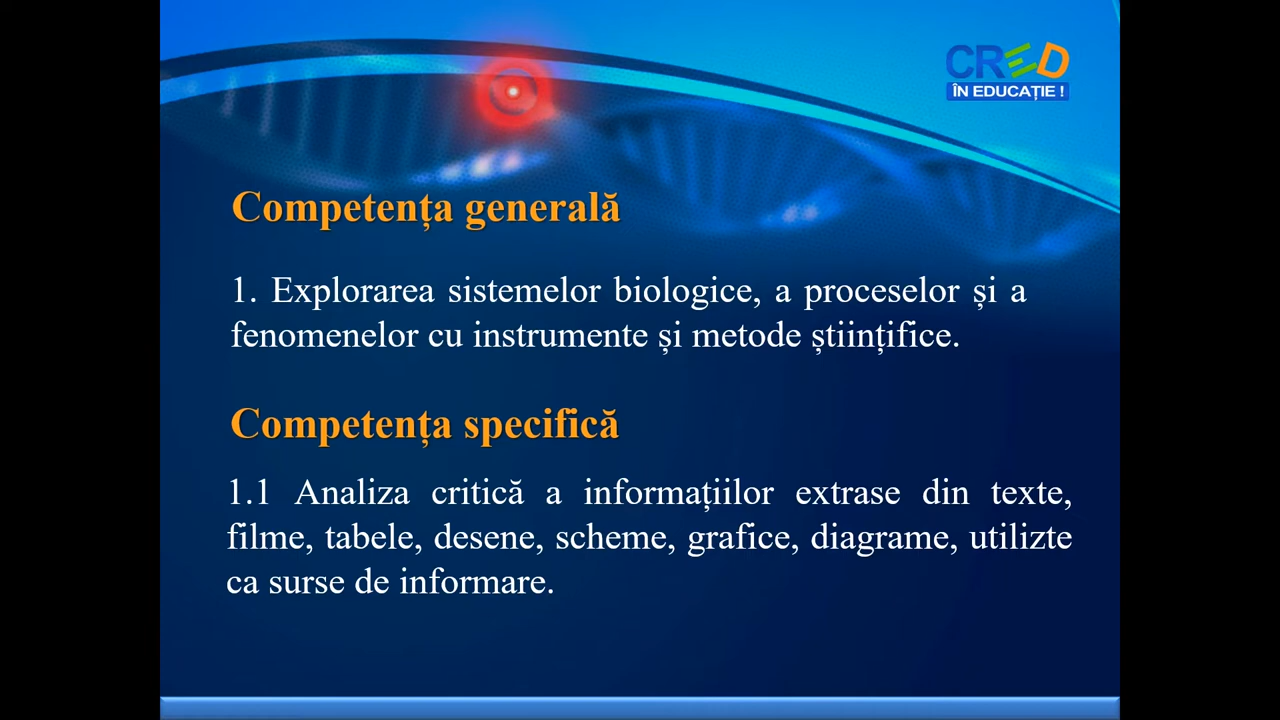 CRED
ÎN EDUCAȚIE !
Competența generală
1. Explorarea sistemelor biologice, a proceselor și a
fenomenelor cu instrumente și metode științifice.
Competența specifică
1.1 Analiza critică a informațiilor extrase din texte,
filme, tabele, desene, scheme, grafice, diagrame, utilizte
ca surse de informare.